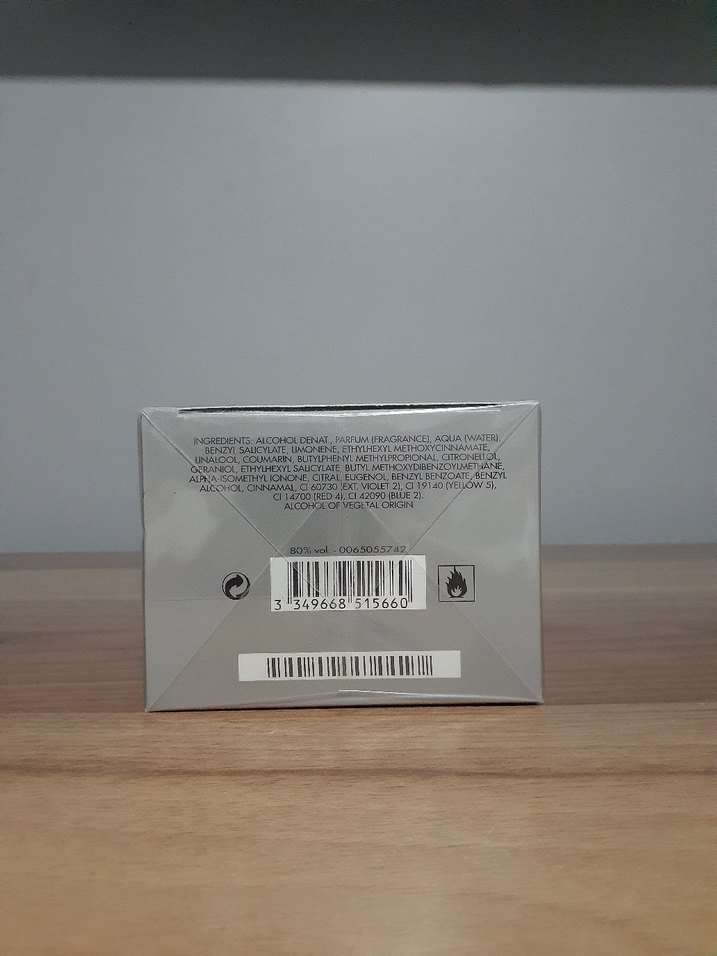 INGREDIENTS: ALCOHOL DENAT., PARFUM (FRAGRANCE), AQUA (WATER),
BENZYL SALICYLATE, LIMONENE, ETHYLHEXYL METHOXYCINNAMATE,
LINALOOL, COUMARIN, BUTYLPHENYL METHYLPROPIONAL, CITRONELLOL,
GERANIOL, ETHYLHEXYL SALICYLATE, BUTYL METHOXYDIBENZOYLMETHANE,
ALPHA-ISOMETHYL IONONE, CITRAL, EUGENOL, BENZYL BENZOATE, BENZYL
ALCOHOL, CINNAMAL, CI 60730 (EXT. VIOLET 2), CI 19140 (YELLOW 5),
CI 14700 (RED 4), CI 42090 (BLUE 2).
ALCOHOL OF VEGETAL ORIGIN
80% vol. - 0065055742
3 349668 515660